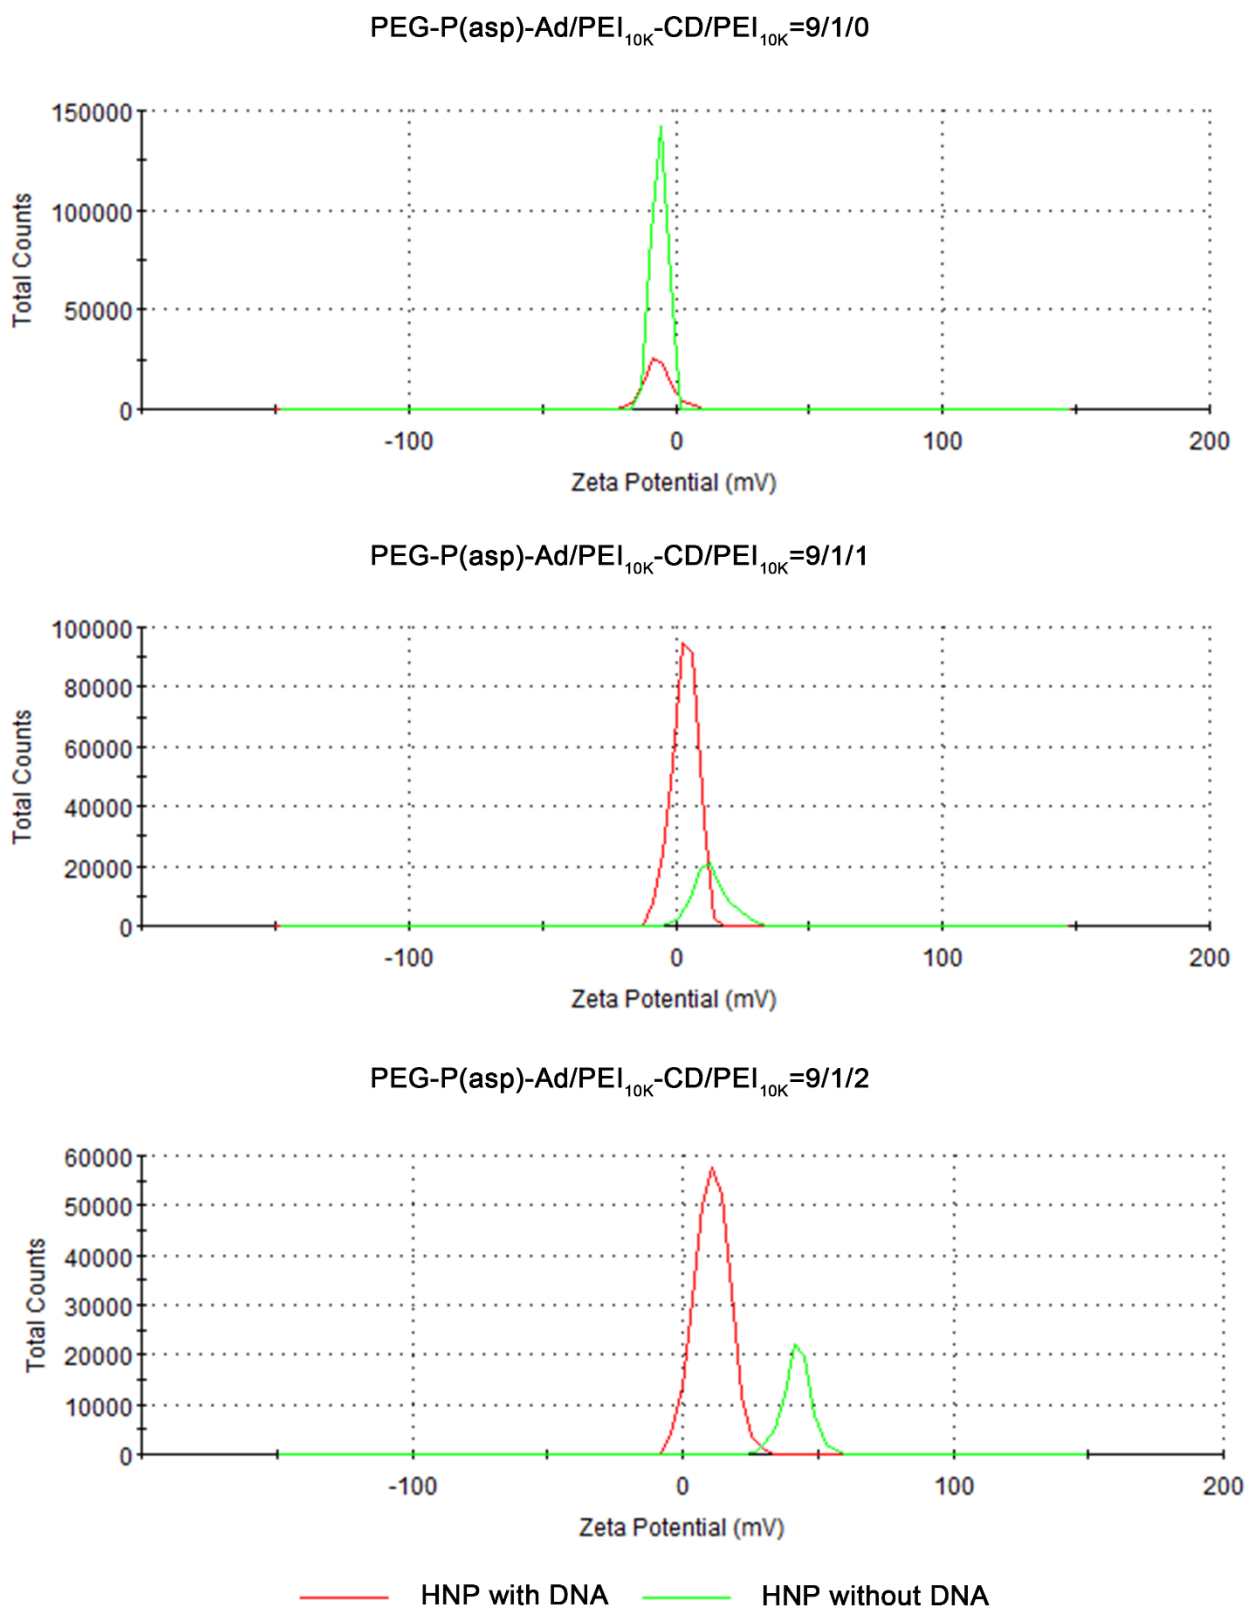 PEG-P(asp)-Ad/PEI10K-CD/PEI10K=9/1/0
150000
100000
50000
0
Total Counts
-100 0 100 200
Zeta Potential (mV)
PEG-P(asp)-Ad/PEI10K-CD/PEI10K=9/1/1
100000
80000
60000
40000
20000
0
Total Counts
-100 0 100 200
Zeta Potential (mV)
PEG-P(asp)-Ad/PEI10K-CD/PEI10K=9/1/2
60000
50000
40000
30000
20000
10000
0
Total Counts
-100 0 100 200
Zeta Potential (mV)
HNP with DNA HNP without DNA